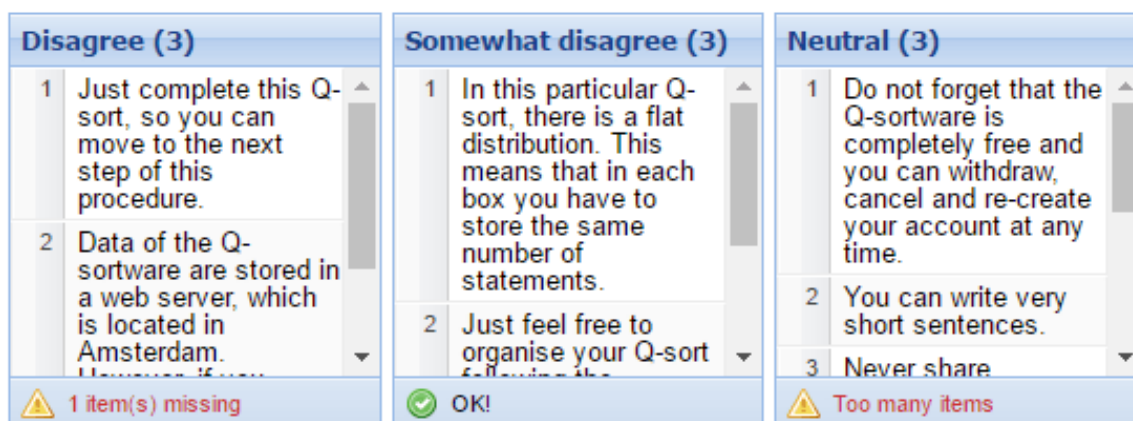 Disagree (3)
1 Just complete this Q-
sort, so you can
move to the next
step of this
procedure.
2 Data of the Q-
sortware are stored in
a web server, which
is located in
Amsterdam.
However, if you
1 item(s) missing
Somewhat disagree (3)
1 In this particular Q-
sort, there is a flat
distribution. This
means that in each
box you have to
store the same
number of
statements.
2 Just feel free to
organise your Q-sort
following the
OK!
Neutral (3)
1 Do not forget that the
Q-sortware is
completely free and
you can withdraw,
cancel and re-create
your account at any
time.
2 You can write very
short sentences.
3 Never share
Too many items